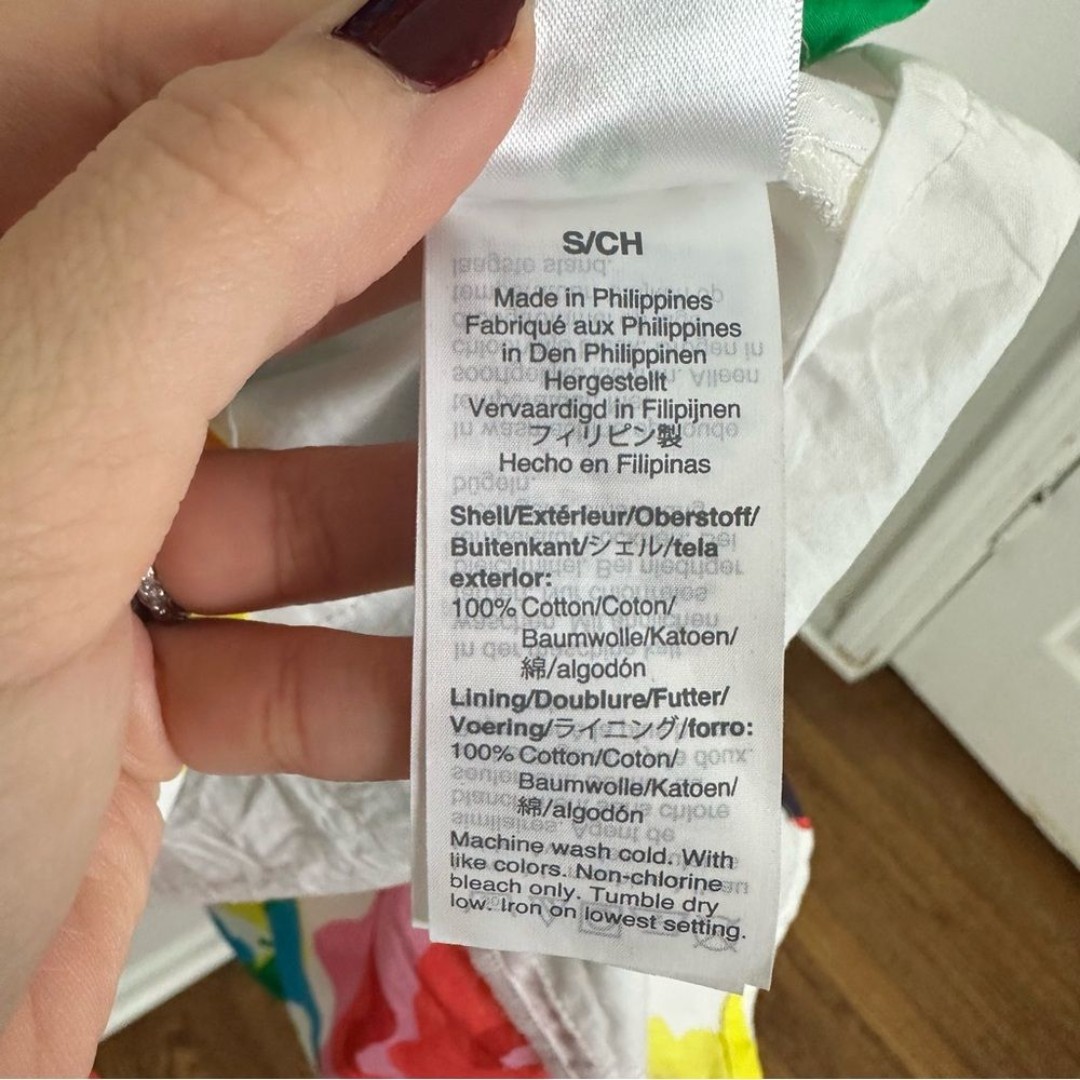 S/CH
Made in Philippines
Fabriqué aux Philippines
in Den Philippinen
Hergestellt
Vervaardigd in Filipijnen
フィリピン製
Hecho en Filipinas
Shell/Extérieur/Oberstoff/
Buitenkant/シェル/tela
exterior:
100% Cotton/Coton/
Baumwolle/Katoen/
綿/algodón
Lining/Doublure/Futter/
Voering/ライニング/forro:
100% Cotton/Coton/
Baumwolle/Katoen/
綿/algodón
Machine wash cold. With
like colors. Non-chlorine
bleach only. Tumble dry
low. Iron on lowest setting.